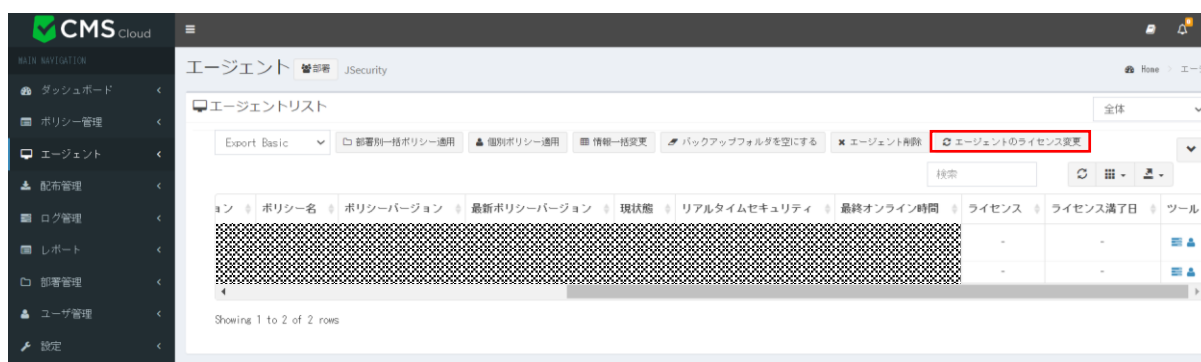 CMS Cloud
0
MAIN NAVIGATION
エージェント 部署 JSecurity
Home > エージ
ダッシュボード
ポリシー管理
エージェント
配布管理
ログ管理
レポート
部署管理
ユーザ管理
設定
エージェントリスト
全体
Export Basic 部署別一括ポリシー適用 個別ポリシー適用 情報一括変更 バックアップフォルダを空にする エージェント削除 エージェントのライセンス変更
検索
ョン ポリシー名 ポリシーバージョン 最新ポリシーバージョン 現状態 リアルタイムセキュリティ 最終オンライン時間 ライセンス ライセンス満了日 ツール
- -
- -
Showing 1 to 2 of 2 rows